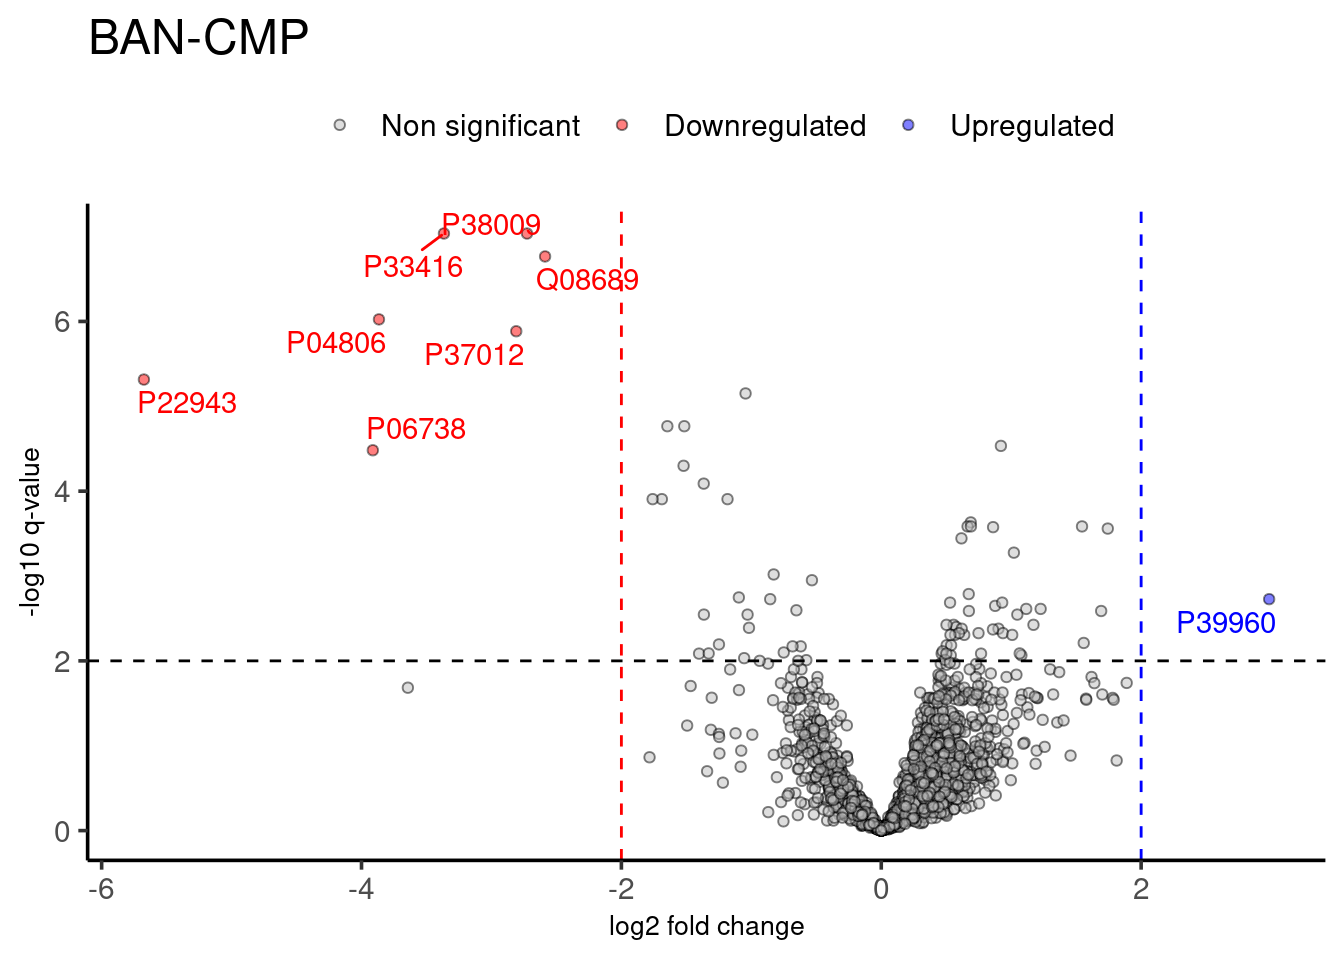 BAN-CMP
Non significant Downregulated Upregulated
P38009
P33416
Q08689
P04806
P37012
P22943
P06738
P39960
-log10 q-value
6
4
2
0
-6 -4 -2 0 2
log2 fold change